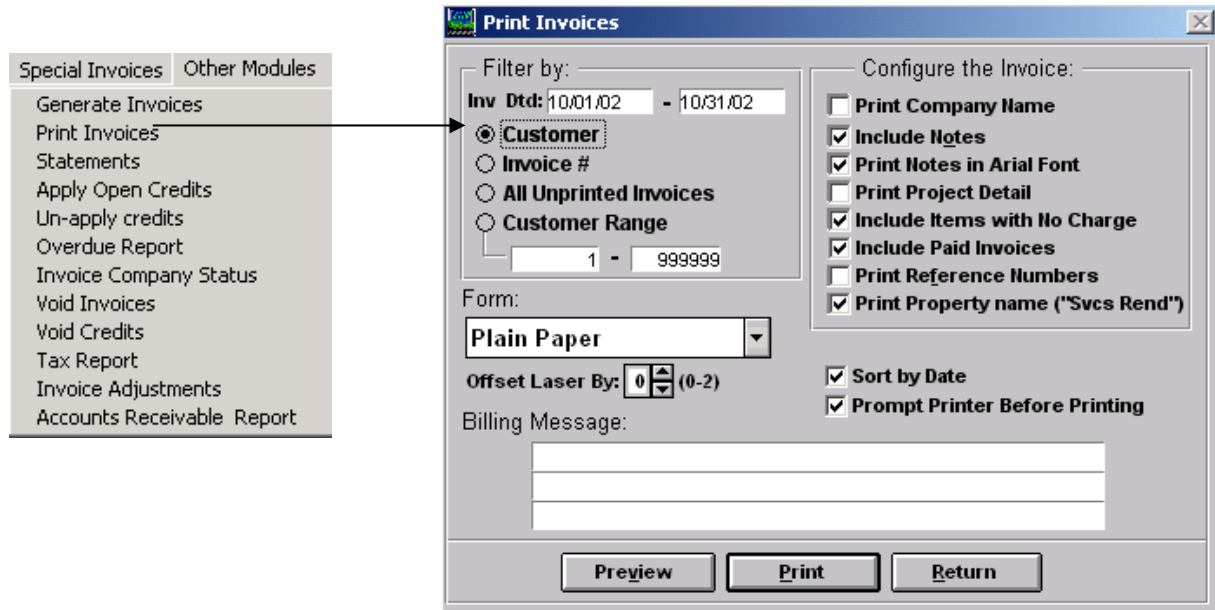 Special Invoices Other Modules
Generate Invoices
Print Invoices
Statements
Apply Open Credits
Un-apply credits
Overdue Report
Invoice Company Status
Void Invoices
Void Credits
Tax Report
Invoice Adjustments
Accounts Receivable Report
Print Invoices
Filter by:
Inv Dtd: 10/01/02 - 10/31/02
Customer
Invoice #
All Unprinted Invoices
Customer Range
1 - 999999
Form:
Plain Paper
Offset Laser By: 0 (0-2)
Configure the Invoice:
Print Company Name
Include Notes
Print Notes in Arial Font
Print Project Detail
Include Items with No Charge
Include Paid Invoices
Print Reference Numbers
Print Property name ("Svcs Rend")
Sort by Date
Prompt Printer Before Printing
Billing Message:
Preview Print Return